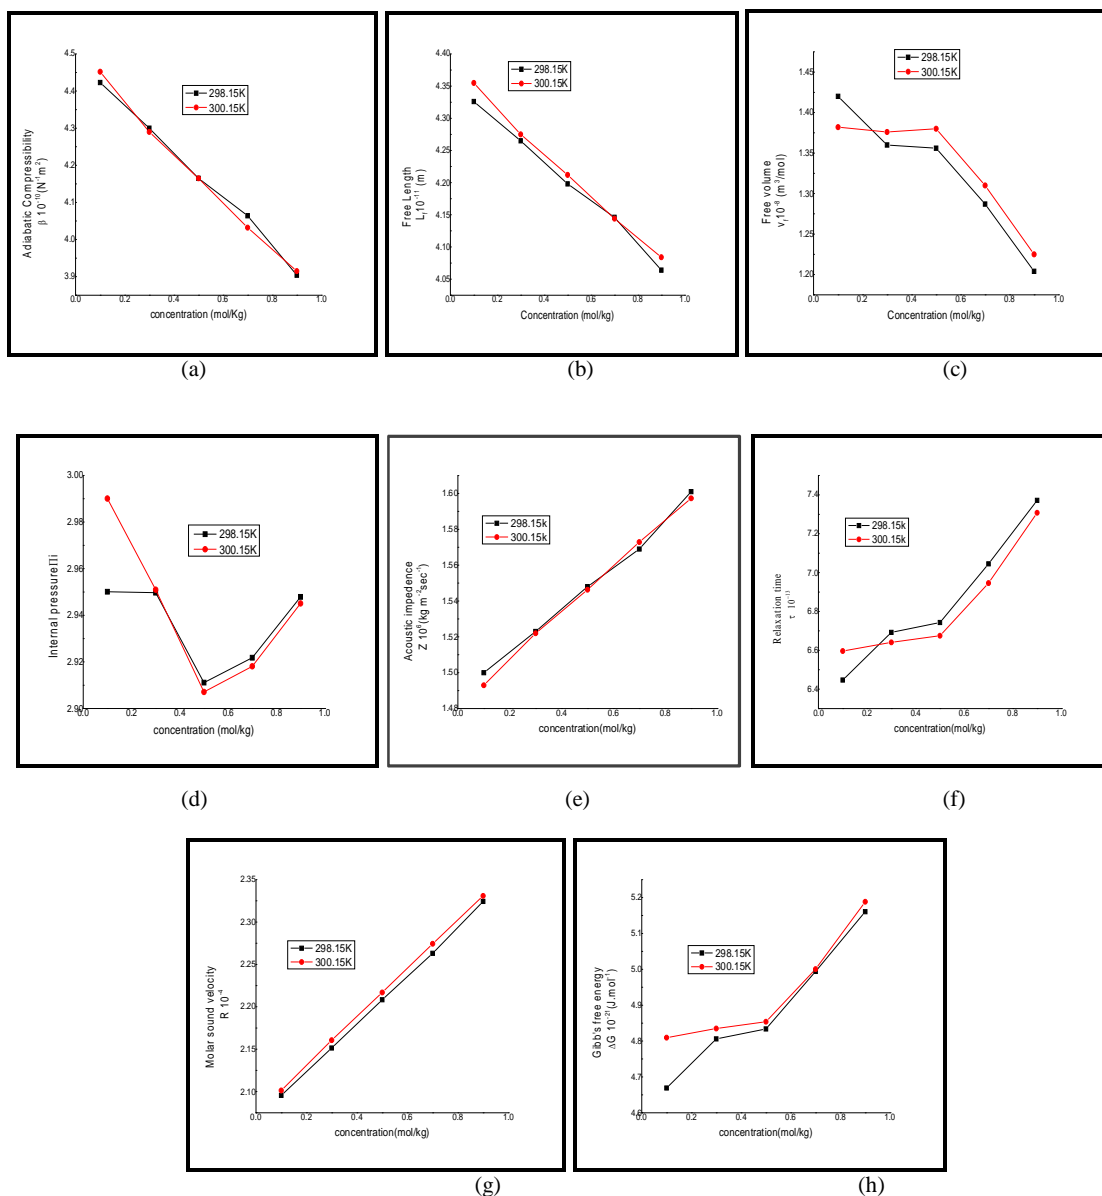 4.5
4.4
4.3
4.2
4.1
4.0
3.9
Adiabatic Compressibility
β 10⁻¹⁰(N⁻¹m²)
298.15K
300.15K
0.0 0.2 0.4 0.6 0.8 1.0
concentration (mol/Kg)
(a)
4.40
4.35
4.30
4.25
4.20
4.15
4.10
4.05
Free Length
Lf10⁻¹¹ (m)
298.15K
300.15K
0.0 0.2 0.4 0.6 0.8 1.0
Concentration (mol/kg)
(b)
1.45
1.40
1.35
1.30
1.25
1.20
Free volume
vf10⁻⁸ (m³/mol)
298.15K
300.15K
0.0 0.2 0.4 0.6 0.8 1.0
Concentration (mol/kg)
(c)
3.00
2.98
2.96
2.94
2.92
2.90
Internal pressureΠi
298.15K
300.15K
0.0 0.2 0.4 0.6 0.8 1.0
concentration (mol/kg)
(d)
1.60
1.58
1.56
1.54
1.52
1.50
1.48
Acoustic impedence
Z 10⁶(kg m⁻²sec⁻¹)
298.15k
300.15k
0.0 0.2 0.4 0.6 0.8 1.0
concentration(mol/kg)
(e)
7.4
7.2
7.0
6.8
6.6
6.4
Relaxation time
τ 10⁻¹³
298.15k
300.15k
0.0 0.2 0.4 0.6 0.8 1.0
concentration(mol/kg)
(f)
2.35
2.30
2.25
2.20
2.15
2.10
Molar sound velocity
R 10⁻⁴
298.15K
300.15K
0.0 0.2 0.4 0.6 0.8 1.0
concentration(mol/kg)
(g)
5.2
5.1
5.0
4.9
4.8
4.7
4.6
Gibb's free energy
ΔG 10⁻²¹(J.mol⁻¹)
298.15K
300.15K
0.0 0.2 0.4 0.6 0.8 1.0
concentration(mol/kg)
(h)